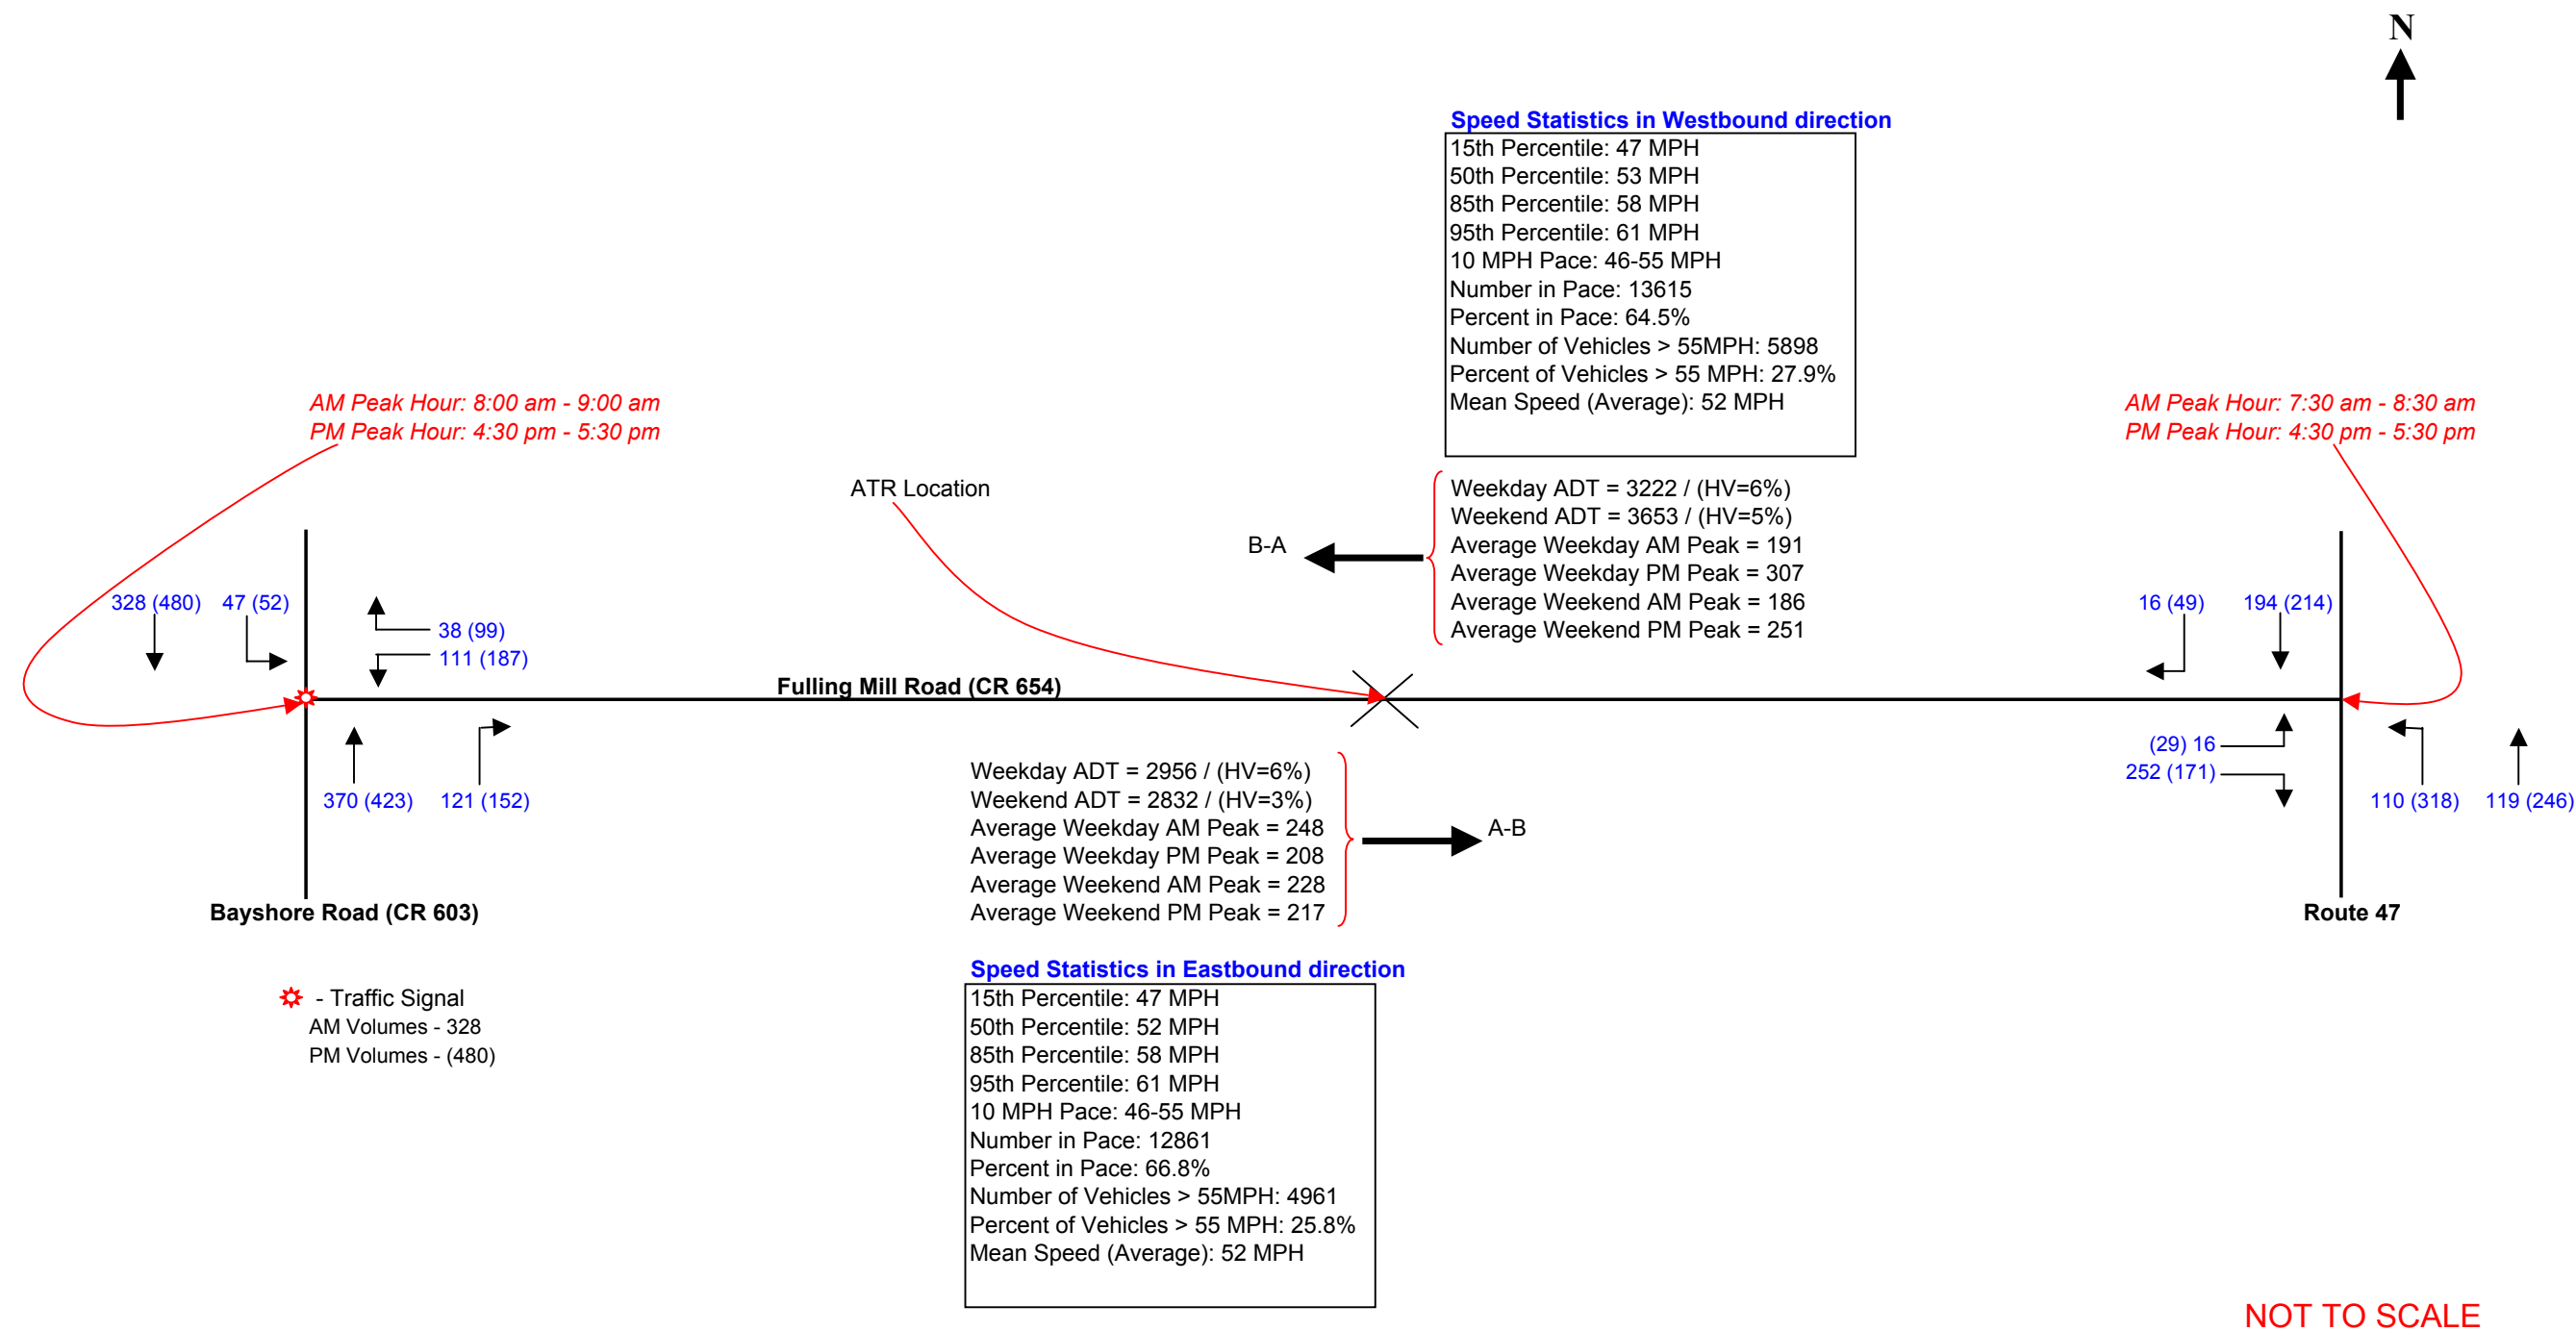 N
Speed Statistics in Westbound direction
15th Percentile: 47 MPH
50th Percentile: 53 MPH
85th Percentile: 58 MPH
95th Percentile: 61 MPH
10 MPH Pace: 46-55 MPH
Number in Pace: 13615
Percent in Pace: 64.5%
Number of Vehicles > 55MPH: 5898
Percent of Vehicles > 55 MPH: 27.9%
Mean Speed (Average): 52 MPH
AM Peak Hour: 8:00 am - 9:00 am
PM Peak Hour: 4:30 pm - 5:30 pm
AM Peak Hour: 7:30 am - 8:30 am
PM Peak Hour: 4:30 pm - 5:30 pm
ATR Location
B-A
Weekday ADT = 3222 / (HV=6%)
Weekend ADT = 3653 / (HV=5%)
Average Weekday AM Peak = 191
Average Weekday PM Peak = 307
Average Weekend AM Peak = 186
Average Weekend PM Peak = 251
328 (480)
47 (52)
38 (99)
111 (187)
16 (49)
194 (214)
Fulling Mill Road (CR 654)
370 (423)
121 (152)
(29) 16
252 (171)
110 (318)
119 (246)
Weekday ADT = 2956 / (HV=6%)
Weekend ADT = 2832 / (HV=3%)
Average Weekday AM Peak = 248
Average Weekday PM Peak = 208
Average Weekend AM Peak = 228
Average Weekend PM Peak = 217
A-B
Bayshore Road (CR 603)
Route 47
- Traffic Signal
AM Volumes - 328
PM Volumes - (480)
Speed Statistics in Eastbound direction
15th Percentile: 47 MPH
50th Percentile: 52 MPH
85th Percentile: 58 MPH
95th Percentile: 61 MPH
10 MPH Pace: 46-55 MPH
Number in Pace: 12861
Percent in Pace: 66.8%
Number of Vehicles > 55MPH: 4961
Percent of Vehicles > 55 MPH: 25.8%
Mean Speed (Average): 52 MPH
NOT TO SCALE